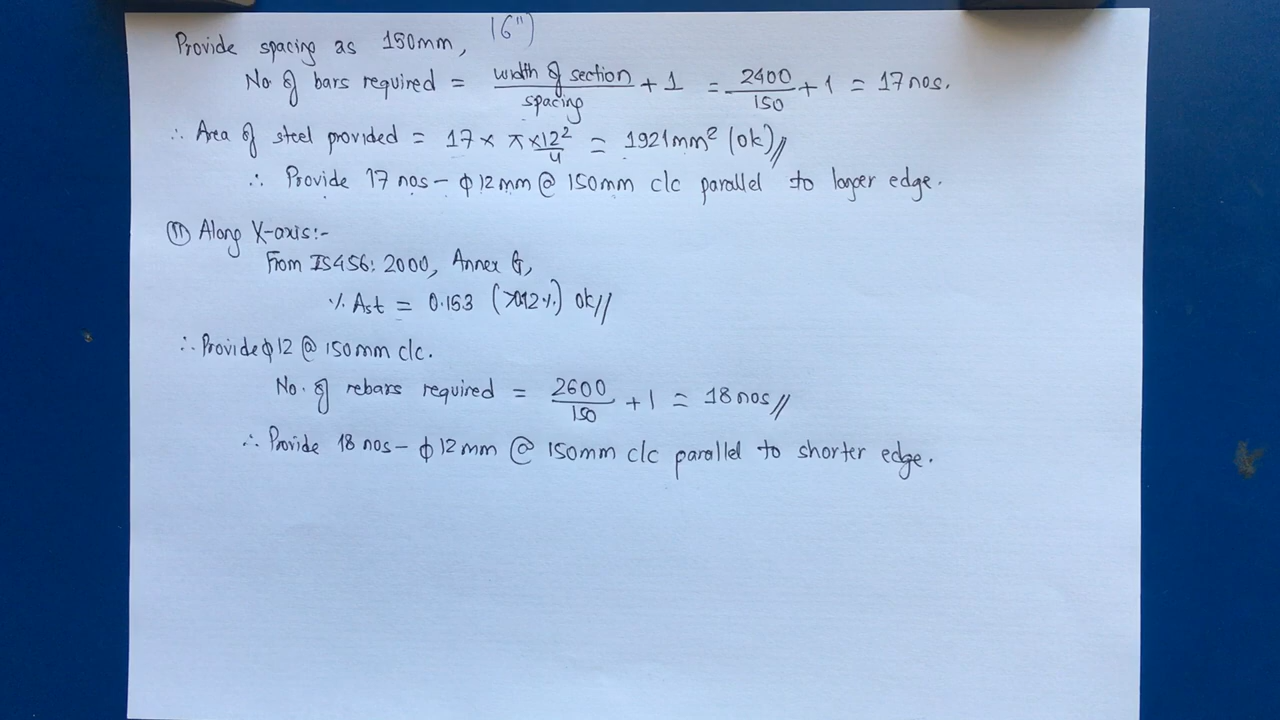 Provide spacing as 150mm, (6")
No of bars required = width of section / spacing + 1 = 2400/150 + 1 = 17 nos.
∴ Area of steel provided = 17 × π × 12²/4 = 1921mm² (ok)//
∴ Provide 17 nos – ϕ 12 mm @ 150mm c/c parallel to longer edge.
(II) Along X-axis:-
From IS456: 2000, Annex G,
% Ast = 0.153 (>0.12%) ok//
∴ Provide ϕ 12 @ 150mm c/c.
No. of rebars required = 2600/150 + 1 = 18 nos//
∴ Provide 18 nos – ϕ 12 mm @ 150mm c/c parallel to shorter edge.